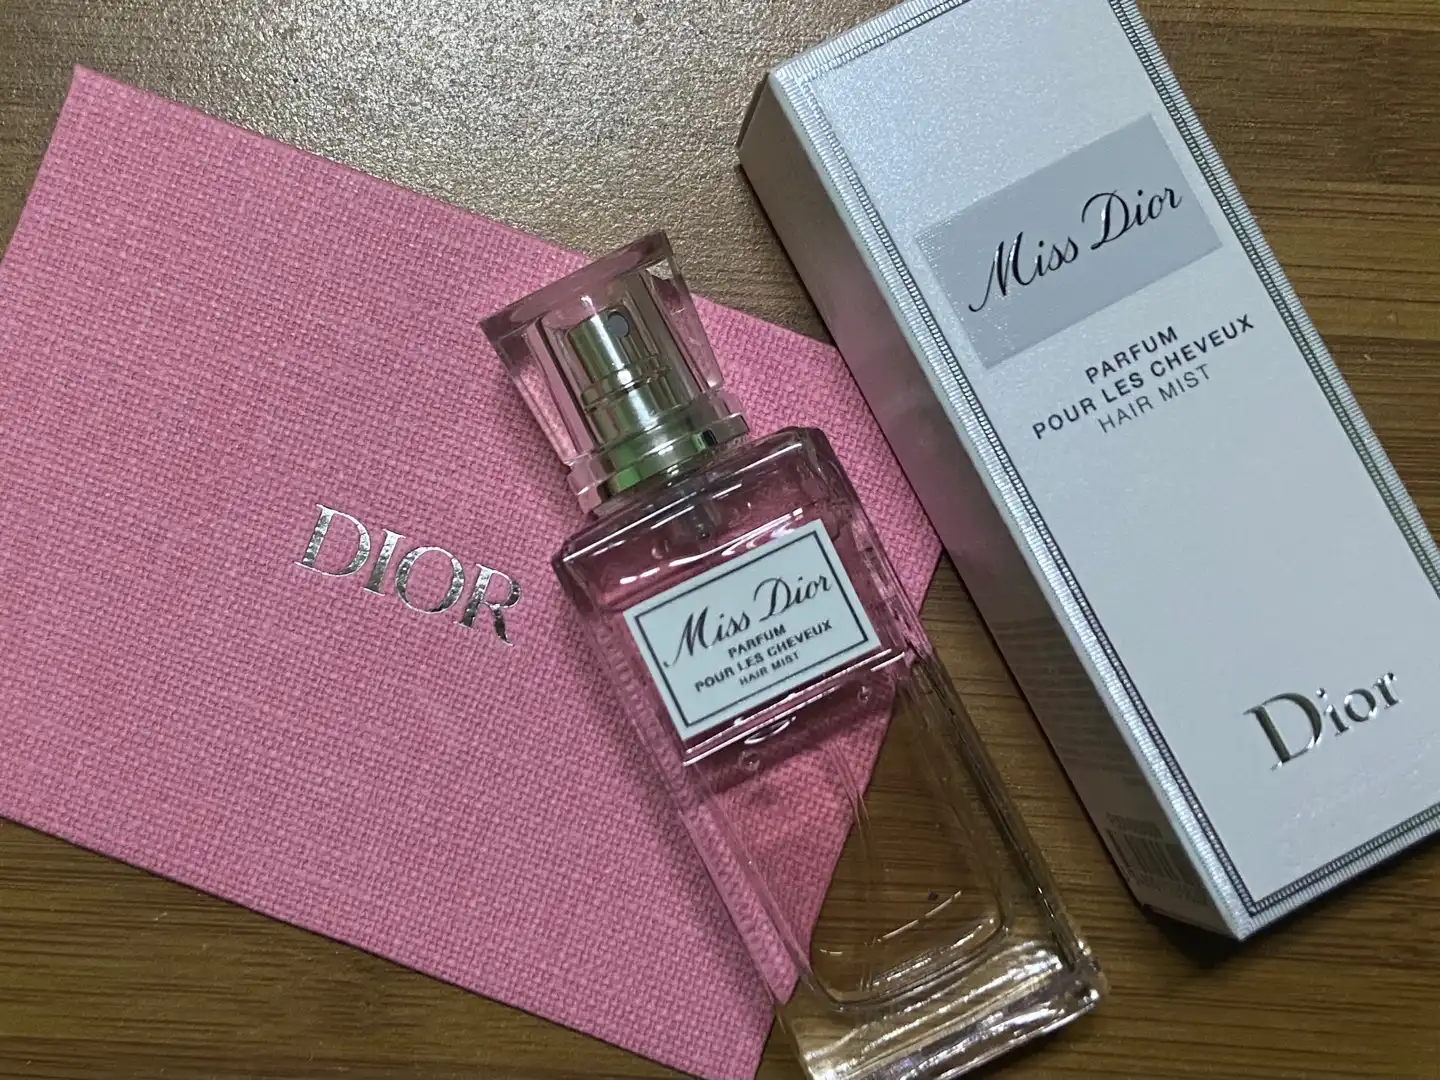 DIOR
Miss Dior
PARFUM
POUR LES CHEVEUX
HAIR MIST
Miss Dior
PARFUM
POUR LES CHEVEUX
HAIR MIST
Dior